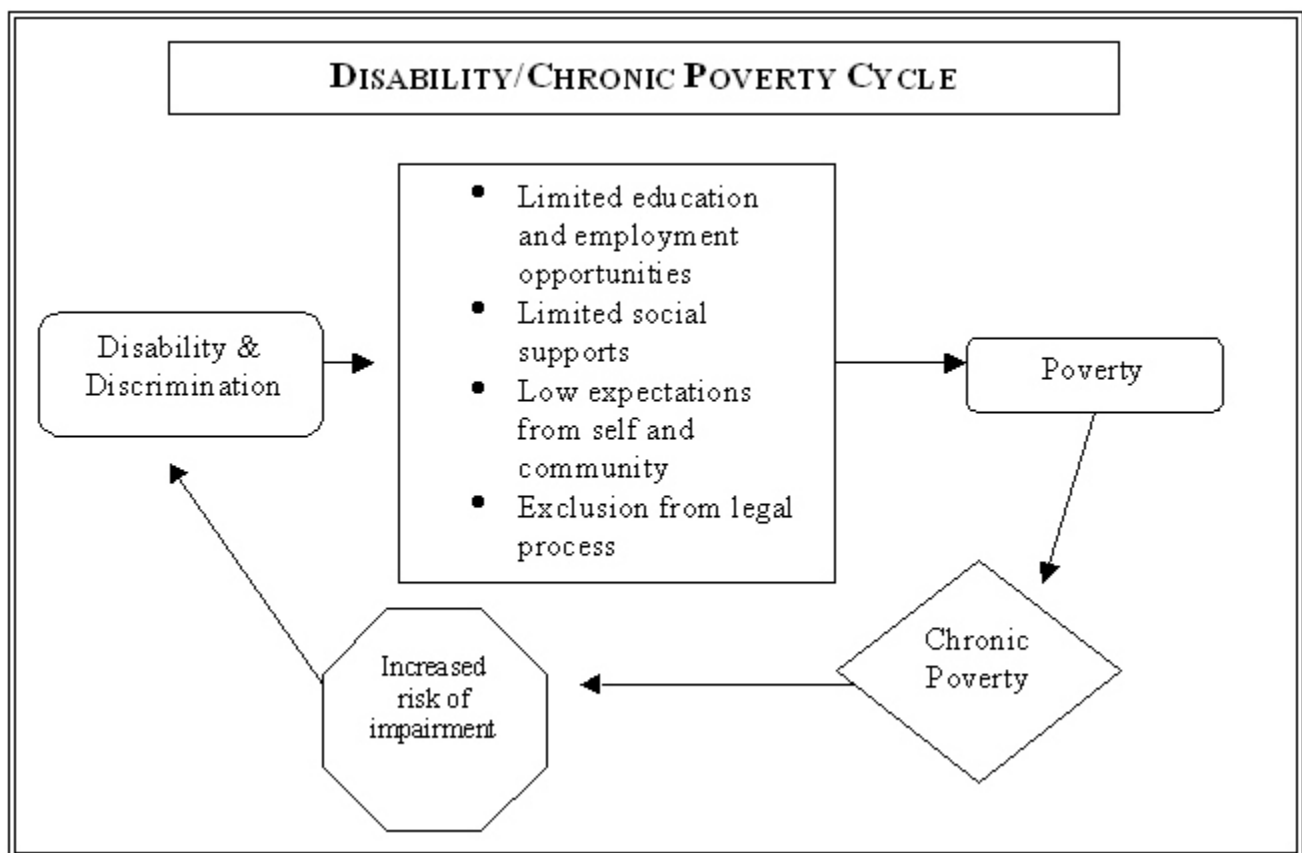 DISABILITY/CHRONIC POVERTY CYCLE
• Limited education
and employment
opportunities
• Limited social
supports
• Low expectations
from self and
community
• Exclusion from legal
process
Disability &
Discrimination
Poverty
Chronic
Poverty
Increased
risk of
impairment